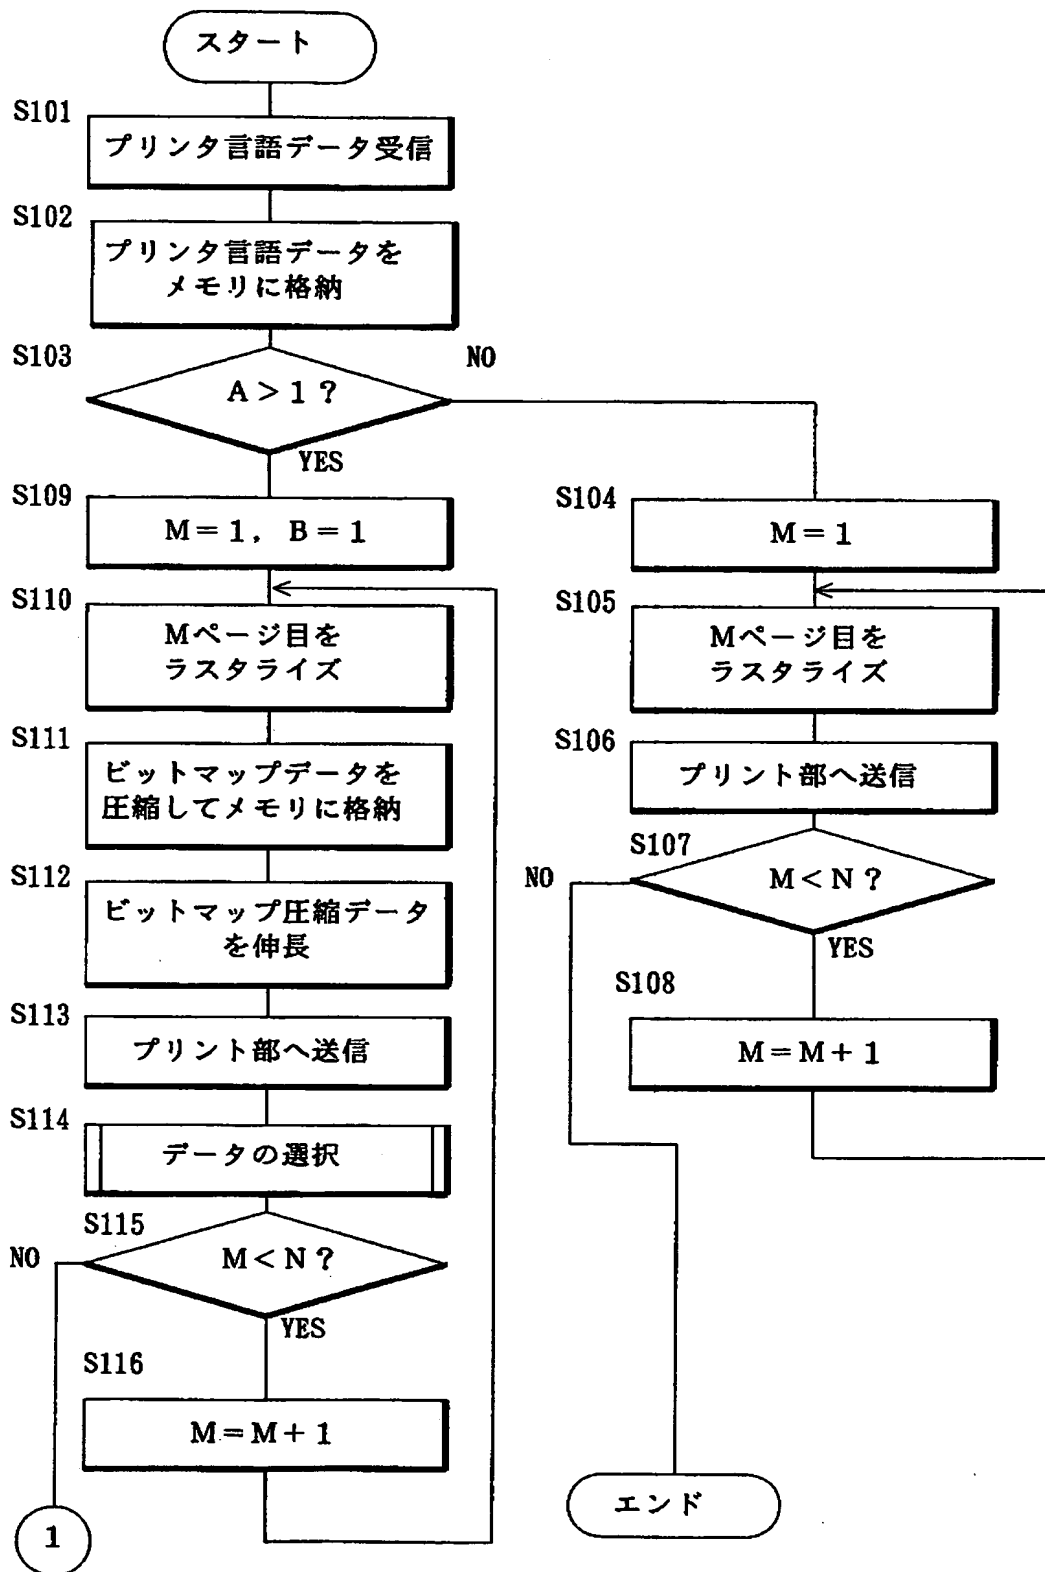 スタート
S101
プリンタ言語データ受信
S102
プリンタ言語データを
メモリに格納
S103
A>1?
NO
YES
S109
M=1, B=1
S110
Mページ目を
ラスタライズ
S111
ビットマップデータを
圧縮してメモリに格納
S112
ビットマップ圧縮データ
を伸長
S113
プリント部へ送信
S114
データの選択
S115
NO
M<N?
YES
S116
M=M+1
1
S104
M=1
S105
Mページ目を
ラスタライズ
S106
プリント部へ送信
S107
NO
M<N?
YES
S108
M=M+1
エンド